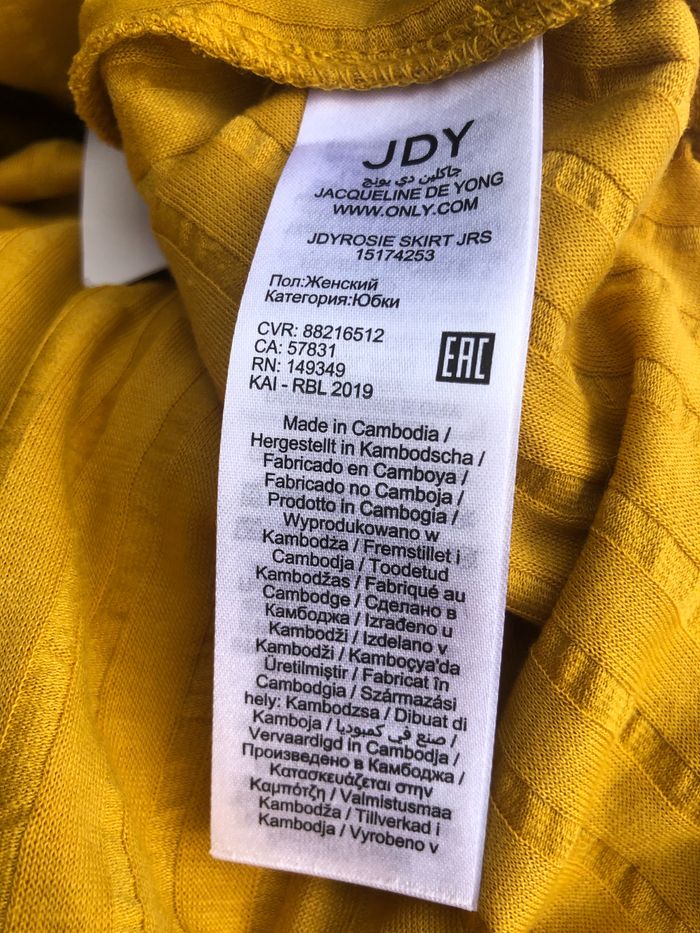 JDY
جاكلين دي يونج
JACQUELINE DE YONG
WWW.ONLY.COM
JDYROSIE SKIRT JRS
15174253
Пол:Женский
Категория:Юбки
CVR: 88216512
CA: 57831
RN: 149349
KAI - RBL 2019
EAC
Made in Cambodia /
Hergestellt in Kambodscha /
Fabricado en Camboya /
Fabricado no Camboja /
Prodotto in Cambogia /
Wyprodukowano w
Kambodża / Fremstillet i
Cambodja / Toodetud
Kambodžas / Fabriqué au
Cambodge / Сделано в
Камбоджа / Izrađeno u
Kambodži / Izdelano v
Kambodži / Kamboçya'da
Üretilmiştir / Fabricat în
Cambodgia / Származási
hely: Kambodzsa / Dibuat di
Kamboja / صنع في كمبوديا /
Vervaardigd in Cambodja /
Произведено в Камбоджа /
Κατασκευάζεται στην
Καμπότζη / Valmistusmaa
Kambodža / Tillverkad i
Kambodja / Vyrobeno v